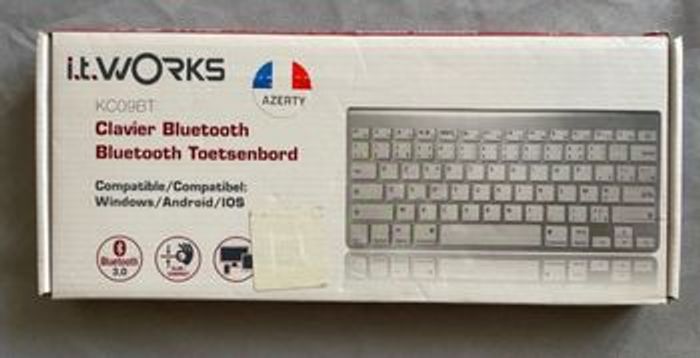 i.t.WORKS
AZERTY
KC09BT
Clavier Bluetooth
Bluetooth Toetsenbord
Compatible/Compatibel:
Windows/Android/IOS
Bluetooth
3.0